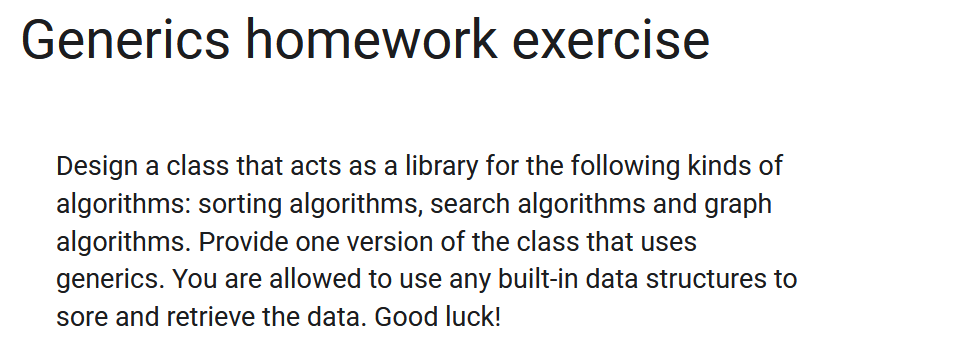 Generics homework exercise
Design a class that acts as a library for the following kinds of
algorithms: sorting algorithms, search algorithms and graph
algorithms. Provide one version of the class that uses
generics. You are allowed to use any built-in data structures to
sore and retrieve the data. Good luck!